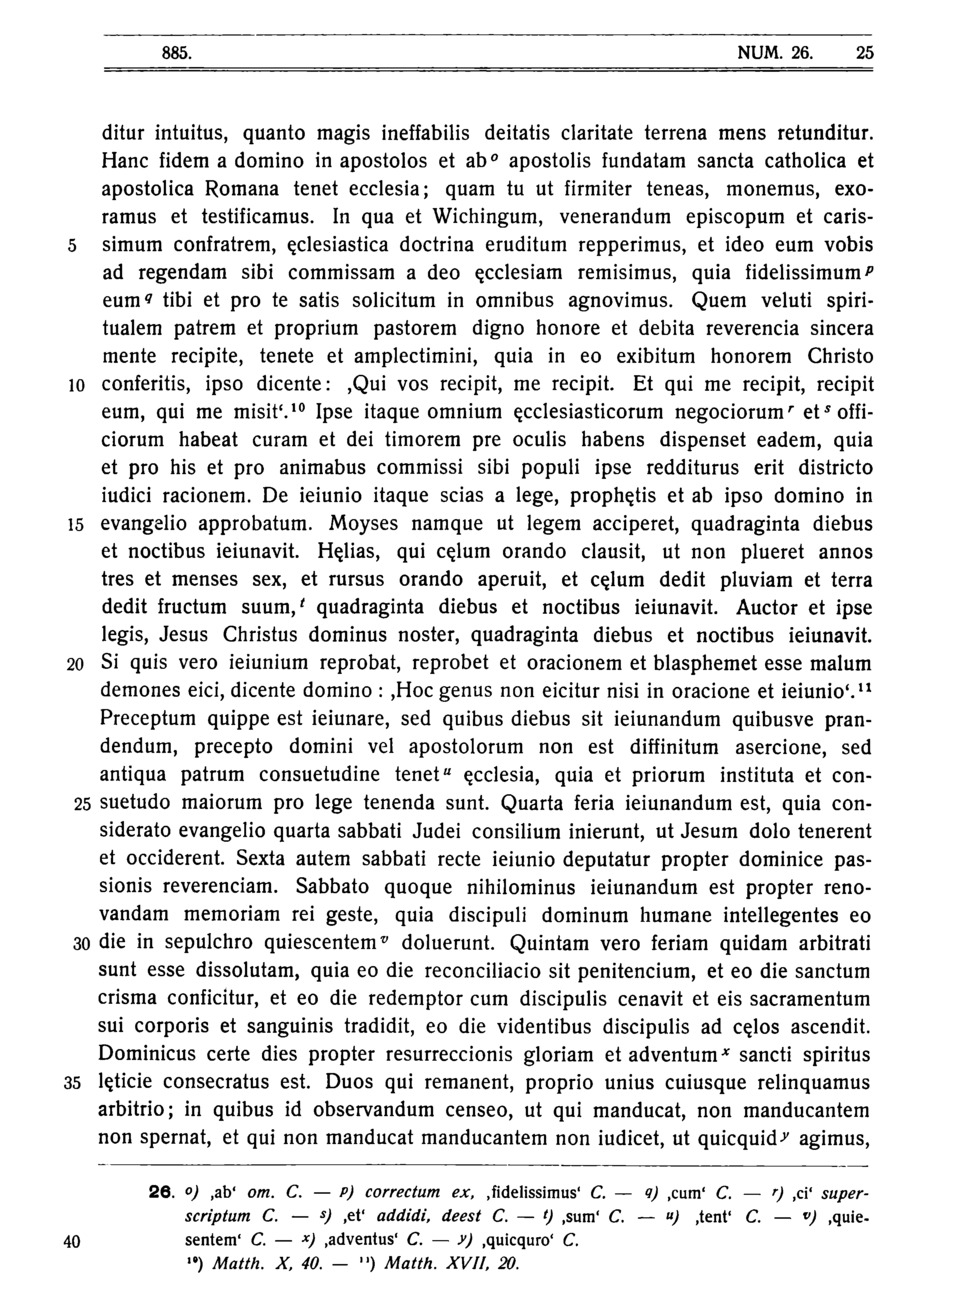 885. NUM. 26. 25
ditur intuitus, quanto magis ineffabilis deitatis claritate terrena mens retunditur.
Hanc fidem a domino in apostolos et ab o apostolis fundatam sancta catholica et
apostolica Romana tenet ecclesia; quam tu ut firmiter teneas, monemus, exo-
ramus et testificamus. In qua et Wichingum, venerandum episcopum et caris-
5 simum confratrem, ęclesiastica doctrina eruditum repperimus, et ideo eum vobis
ad regendam sibi commissam a deo ęcclesiam remisimus, quia fidelissimum p
eum q tibi et pro te satis solicitum in omnibus agnovimus. Quem veluti spiri-
tualem patrem et proprium pastorem digno honore et debita reverencia sincera
mente recipite, tenete et amplectimini, quia in eo exibitum honorem Christo
10 conferitis, ipso dicente: ‚Qui vos recipit, me recipit. Et qui me recipit, recipit
eum, qui me misit‘.¹⁰ Ipse itaque omnium ęcclesiasticorum negociorum r et s offi-
ciorum habeat curam et dei timorem pre oculis habens dispenset eadem, quia
et pro his et pro animabus commissi sibi populi ipse redditurus erit districto
iudici racionem. De ieiunio itaque scias a lege, prophętis et ab ipso domino in
15 evangelio approbatum. Moyses namque ut legem acciperet, quadraginta diebus
et noctibus ieiunavit. Hęlias, qui cęlum orando clausit, ut non plueret annos
tres et menses sex, et rursus orando aperuit, et cęlum dedit pluviam et terra
dedit fructum suum, t quadraginta diebus et noctibus ieiunavit. Auctor et ipse
legis, Jesus Christus dominus noster, quadraginta diebus et noctibus ieiunavit.
20 Si quis vero ieiunium reprobat, reprobet et oracionem et blasphemet esse malum
demones eici, dicente domino : ‚Hoc genus non eicitur nisi in oracione et ieiunio‘.¹¹
Preceptum quippe est ieiunare, sed quibus diebus sit ieiunandum quibusve pran-
dendum, precepto domini vel apostolorum non est diffinitum asercione, sed
antiqua patrum consuetudine tenet u ęcclesia, quia et priorum instituta et con-
25 suetudo maiorum pro lege tenenda sunt. Quarta feria ieiunandum est, quia con-
siderato evangelio quarta sabbati Judei consilium inierunt, ut Jesum dolo tenerent
et occiderent. Sexta autem sabbati recte ieiunio deputatur propter dominice pas-
sionis reverenciam. Sabbato quoque nihilominus ieiunandum est propter reno-
vandam memoriam rei geste, quia discipuli dominum humane intellegentes eo
30 die in sepulchro quiescentem v doluerunt. Quintam vero feriam quidam arbitrati
sunt esse dissolutam, quia eo die reconciliacio sit penitencium, et eo die sanctum
crisma conficitur, et eo die redemptor cum discipulis cenavit et eis sacramentum
sui corporis et sanguinis tradidit, eo die videntibus discipulis ad cęlos ascendit.
Dominicus certe dies propter resurreccionis gloriam et adventum x sancti spiritus
35 lęticie consecratus est. Duos qui remanent, proprio unius cuiusque relinquamus
arbitrio; in quibus id observandum censeo, ut qui manducat, non manducantem
non spernat, et qui non manducat manducantem non iudicet, ut quicquid y agimus,
26. o) ‚ab‘ om. C. — p) correctum ex, ‚fidelissimus‘ C. — q) ‚cum‘ C. — r) ‚ci‘ super-
scriptum C. — s) ‚et‘ addidi, deest C. — t) ‚sum‘ C. — u) ‚tent‘ C. — v) ‚quie-
40 sentem‘ C. — x) ‚adventus‘ C. — y) ‚quicquro‘ C.
¹⁰) Matth. X, 40. — ¹¹) Matth. XVII, 20.